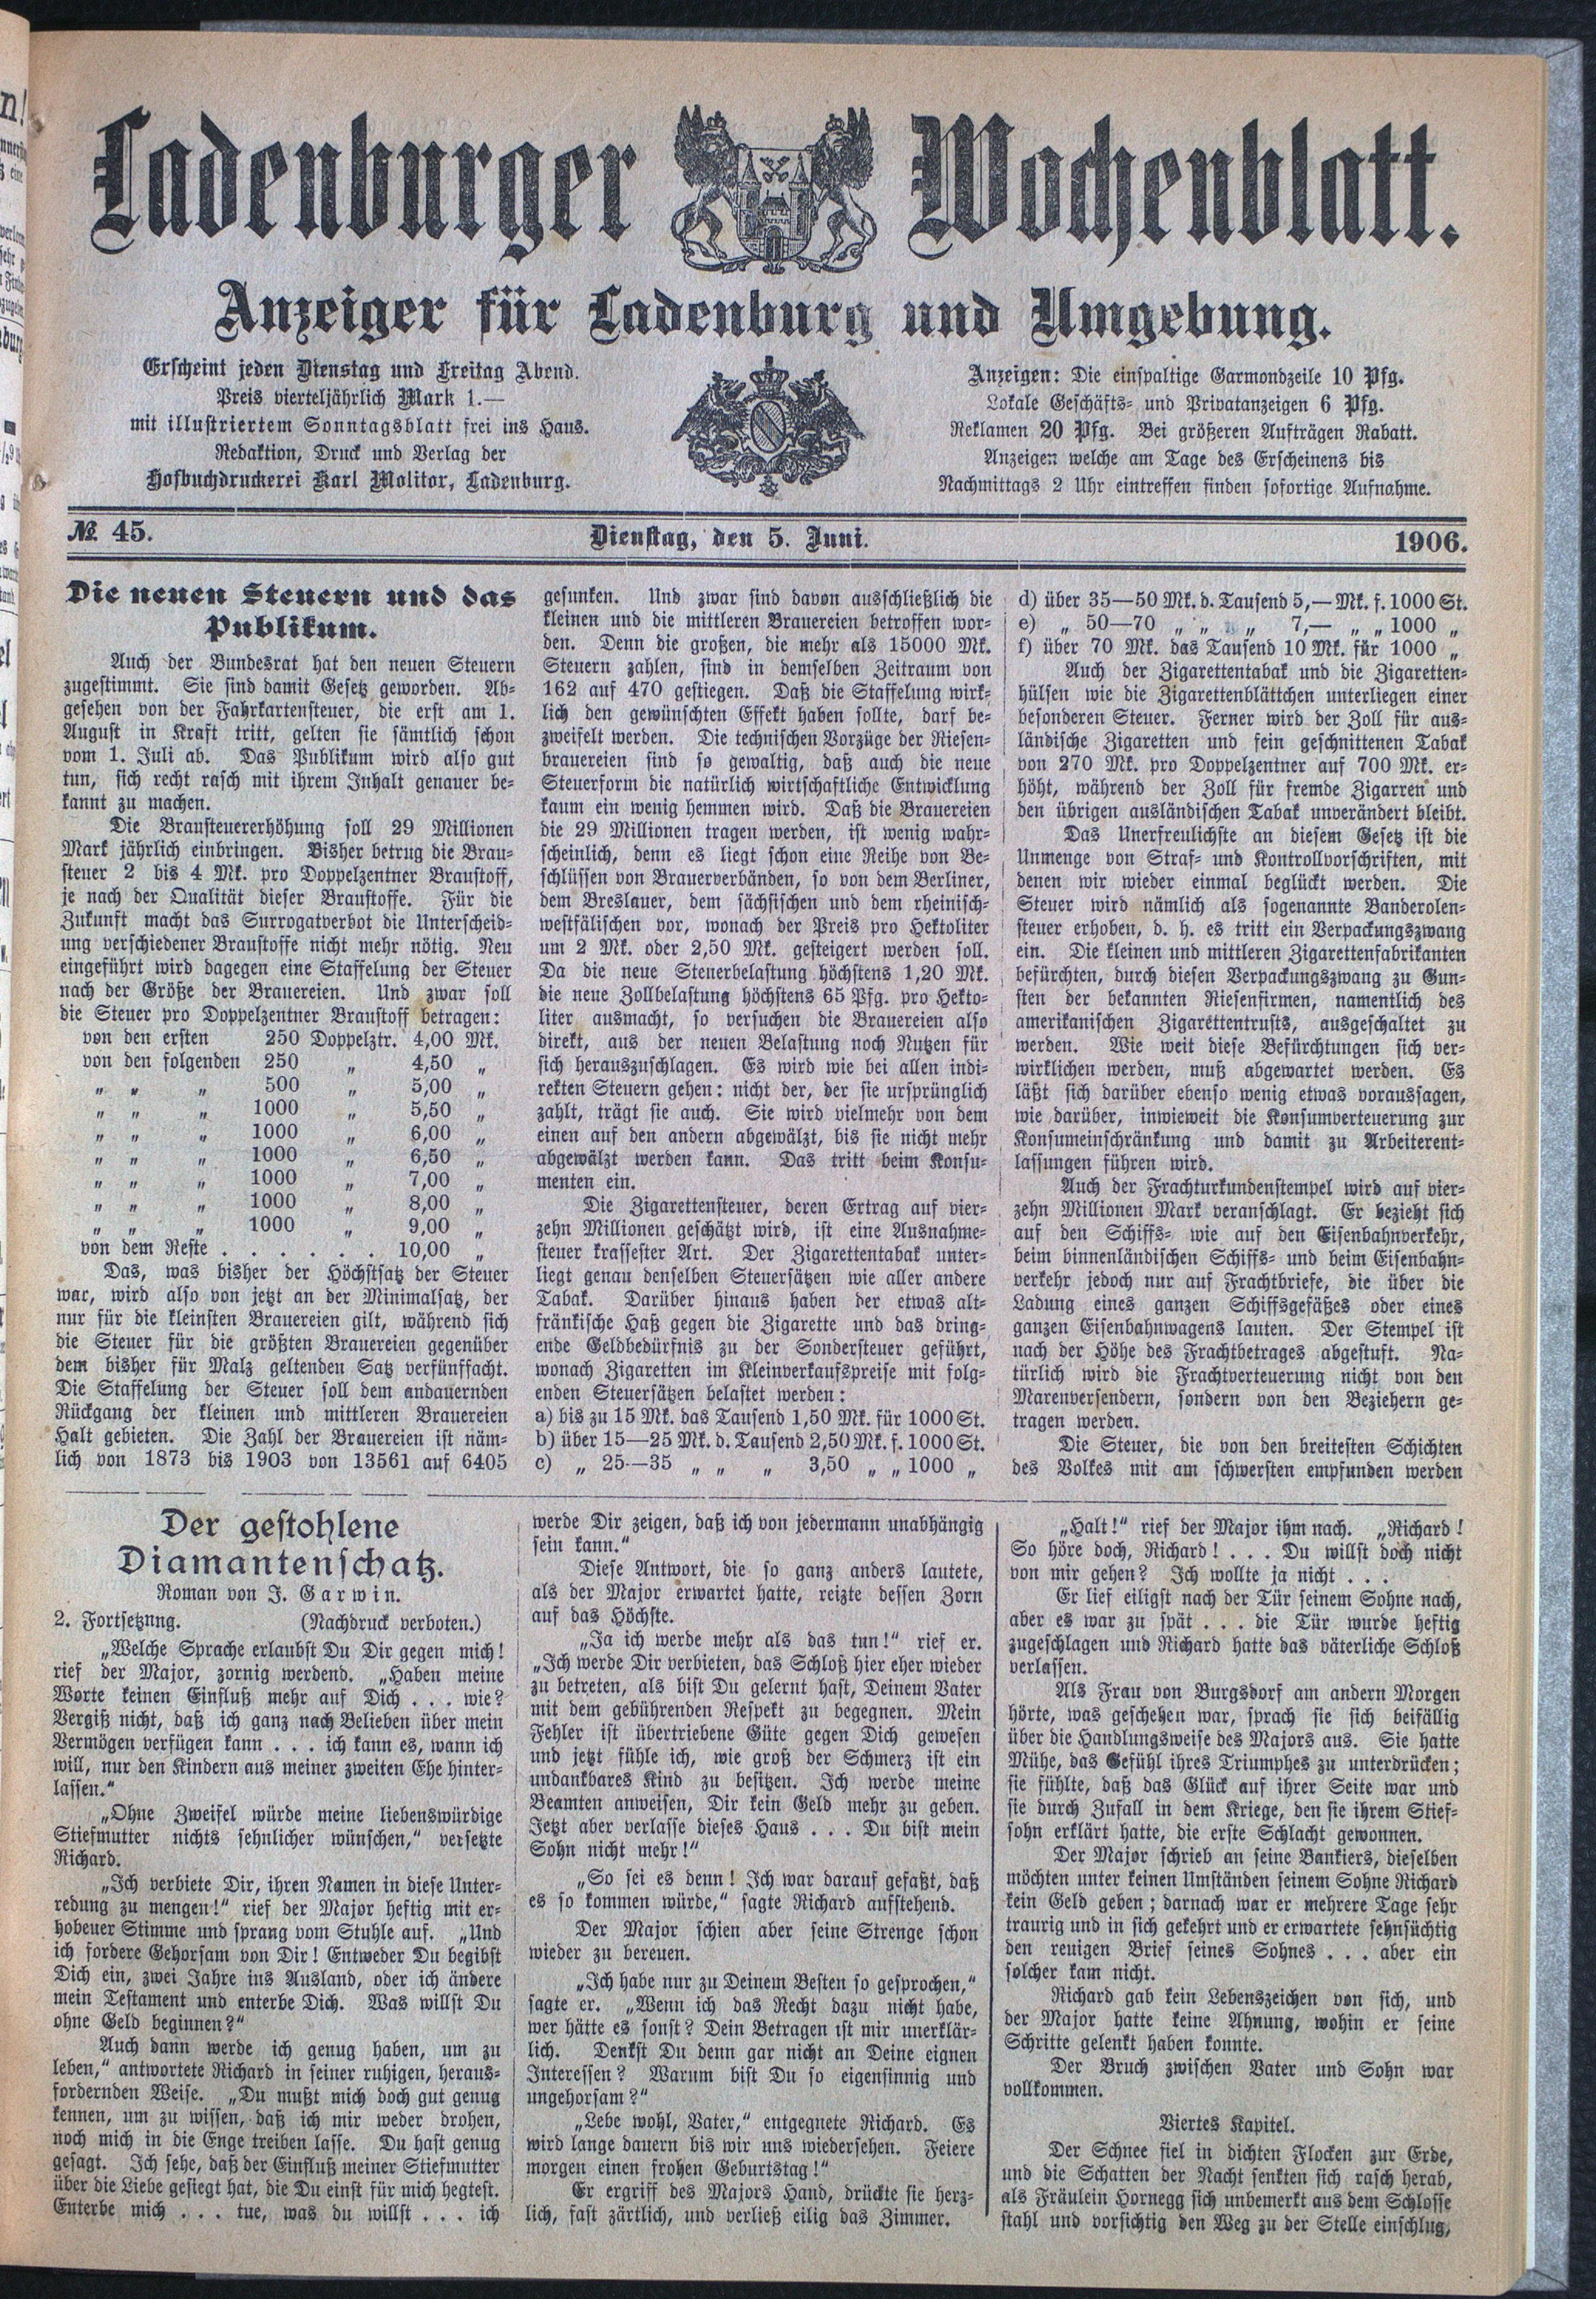 Ladenburger Wochenblatt.
Anzeiger für Ladenburg und Umgebung.
Erscheint jeden Dienstag und Freitag Abend.
Preis vierteljährlich Mark 1.—
mit illustriertem Sonntagsblatt frei ins Haus.
Redaktion, Druck und Verlag der
Hofbuchdruckerei Karl Molitor, Ladenburg.
Anzeigen: Die einspaltige Garmondzeile 10 Pfg.
Lokale Geschäfts- und Privatanzeigen 6 Pfg.
Reklamen 20 Pfg. Bei größeren Aufträgen Rabatt.
Anzeigen welche am Tage des Erscheinens bis
Nachmittags 2 Uhr eintreffen finden sofortige Aufnahme.
№ 45. Dienstag, den 5. Juni. 1906.
Die neuen Steuern und das
Publikum.
Auch der Bundesrat hat den neuen Steuern
zugestimmt. Sie sind damit Gesetz geworden. Ab-
gesehen von der Fahrkartensteuer, die erst am 1.
August in Kraft tritt, gelten sie sämtlich schon
vom 1. Juli ab. Das Publikum wird also gut
tun, sich recht rasch mit ihrem Inhalt genauer be-
kannt zu machen.
Die Brausteuererhöhung soll 29 Millionen
Mark jährlich einbringen. Bisher betrug die Brau-
steuer 2 bis 4 Mk. pro Doppelzentner Braustoff,
je nach der Qualität dieser Braustoffe. Für die
Zukunft macht das Surrogatverbot die Unterscheid-
ung verschiedener Braustoffe nicht mehr nötig. Neu
eingeführt wird dagegen eine Staffelung der Steuer
nach der Größe der Brauereien. Und zwar soll
die Steuer pro Doppelzentner Braustoff betragen:
von den ersten 250 Doppelztr. 4,00 Mk.
von den folgenden 250 „ 4,50 „
„ „ „ 500 „ 5,00 „
„ „ „ 1000 „ 5,50 „
„ „ „ 1000 „ 6,00 „
„ „ „ 1000 „ 6,50 „
„ „ „ 1000 „ 7,00 „
„ „ „ 1000 „ 8,00 „
„ „ „ 1000 „ 9,00 „
von dem Reste . . . . . . 10,00 „
Das, was bisher der Höchstsatz der Steuer
war, wird also von jetzt an der Minimalsatz, der
nur für die kleinsten Brauereien gilt, während sich
die Steuer für die größten Brauereien gegenüber
dem bisher für Malz geltenden Satz verfünffacht.
Die Staffelung der Steuer soll dem andauernden
Rückgang der kleinen und mittleren Brauereien
Halt gebieten. Die Zahl der Brauereien ist näm-
lich von 1873 bis 1903 von 13561 auf 6405
gesunken. Und zwar sind davon ausschließlich die
kleinen und die mittleren Brauereien betroffen wor-
den. Denn die großen, die mehr als 15000 Mk.
Steuern zahlen, sind in demselben Zeitraum von
162 auf 470 gestiegen. Daß die Staffelung wirk-
lich den gewünschten Effekt haben sollte, darf be-
zweifelt werden. Die technischen Vorzüge der Riesen-
brauereien sind so gewaltig, daß auch die neue
Steuerform die natürlich wirtschaftliche Entwicklung
kaum ein wenig hemmen wird. Daß die Brauereien
die 29 Millionen tragen werden, ist wenig wahr-
scheinlich, denn es liegt schon eine Reihe von Be-
schlüssen von Brauerverbänden, so von dem Berliner,
dem Breslauer, dem sächsischen und dem rheinisch-
westfälischen vor, wonach der Preis pro Hektoliter
um 2 Mk. oder 2,50 Mk. gesteigert werden soll.
Da die neue Steuerbelastung höchstens 1,20 Mk.
die neue Zollbelastung höchstens 65 Pfg. pro Hekto-
liter ausmacht, so versuchen die Brauereien also
direkt, aus der neuen Belastung noch Nutzen für
sich herauszuschlagen. Es wird wie bei allen indi-
rekten Steuern gehen: nicht der, der sie ursprünglich
zahlt, trägt sie auch. Sie wird vielmehr von dem
einen auf den andern abgewälzt, bis sie nicht mehr
abgewälzt werden kann. Das tritt beim Konsu-
menten ein.
Die Zigarettensteuer, deren Ertrag auf vier-
zehn Millionen geschätzt wird, ist eine Ausnahme-
steuer krassester Art. Der Zigarettentabak unter-
liegt genau denselben Steuersätzen wie aller andere
Tabak. Darüber hinaus haben der etwas alt-
fränkische Haß gegen die Zigarette und das dring-
ende Geldbedürfnis zu der Sondersteuer geführt,
wonach Zigaretten im Kleinverkaufspreise mit folg-
enden Steuersätzen belastet werden:
a) bis zu 15 Mk. das Tausend 1,50 Mk. für 1000 St.
b) über 15—25 Mk. d. Tausend 2,50 Mk. f. 1000 St.
c) „ 25—35 „ „ „ 3,50 „ „ 1000 „
d) über 35—50 Mk. d. Tausend 5,— Mk. f. 1000 St.
e) „ 50—70 „ „ „ 7,— „ „ 1000 „
f) über 70 Mk. das Tausend 10 Mk. für 1000 „
Auch der Zigarettentabak und die Zigaretten-
hülsen wie die Zigarettenblättchen unterliegen einer
besonderen Steuer. Ferner wird der Zoll für aus-
ländische Zigaretten und fein geschnittenen Tabak
von 270 Mk. pro Doppelzentner auf 700 Mk. er-
höht, während der Zoll für fremde Zigarren und
den übrigen ausländischen Tabak unverändert bleibt.
Das Unerfreulichste an diesem Gesetz ist die
Unmenge von Straf- und Kontrollvorschriften, mit
denen wir wieder einmal beglückt werden. Die
Steuer wird nämlich als sogenannte Banderolen-
steuer erhoben, d. h. es tritt ein Verpackungszwang
ein. Die kleinen und mittleren Zigarettenfabrikanten
befürchten, durch diesen Verpackungszwang zu Gun-
sten der bekannten Riesenfirmen, namentlich des
amerikanischen Zigarettentrusts, ausgeschaltet zu
werden. Wie weit diese Befürchtungen sich ver-
wirklichen werden, muß abgewartet werden. Es
läßt sich darüber ebenso wenig etwas voraussagen,
wie darüber, inwieweit die Konsumverteuerung zur
Konsumeinschränkung und damit zu Arbeiterent-
lassungen führen wird.
Auch der Frachturkundenstempel wird auf vier-
zehn Millionen Mark veranschlagt. Er bezieht sich
auf den Schiffs- wie auf den Eisenbahnverkehr,
beim binnenländischen Schiffs- und beim Eisenbahn-
verkehr jedoch nur auf Frachtbriefe, die über die
Ladung eines ganzen Schiffsgefäßes oder eines
ganzen Eisenbahnwagens lauten. Der Stempel ist
nach der Höhe des Frachtbetrages abgestuft. Na-
türlich wird die Frachtverteuerung nicht von den
Marenversendern, sondern von den Beziehern ge-
tragen werden.
Die Steuer, die von den breitesten Schichten
des Volkes mit am schwersten empfunden werden
Der gestohlene
Diamantenschatz.
Roman von J. Garwin.
2. Fortsetzung. (Nachdruck verboten.)
„Welche Sprache erlaubst Du Dir gegen mich!
rief der Major, zornig werdend. „Haben meine
Worte keinen Einfluß mehr auf Dich . . . wie?
Vergiß nicht, daß ich ganz nach Belieben über mein
Vermögen verfügen kann . . . ich kann es, wann ich
will, nur den Kindern aus meiner zweiten Ehe hinter-
lassen.“
„Ohne Zweifel würde meine liebenswürdige
Stiefmutter nichts sehnlicher wünschen,“ versetzte
Richard.
„Ich verbiete Dir, ihren Namen in diese Unter-
redung zu mengen!“ rief der Major heftig mit er-
hobeuer Stimme und sprang vom Stuhle auf. „Und
ich fordere Gehorsam von Dir! Entweder Du begibst
Dich ein, zwei Jahre ins Ausland, oder ich ändere
mein Testament und enterbe Dich. Was willst Du
ohne Geld beginnen?“
Auch dann werde ich genug haben, um zu
leben,“ antwortete Richard in seiner ruhigen, heraus-
fordernden Weise. „Du mußt mich doch gut genug
kennen, um zu wissen, daß ich mir weder drohen,
noch mich in die Enge treiben lasse. Du hast genug
gesagt. Ich sehe, daß der Einfluß meiner Stiefmutter
über die Liebe gesiegt hat, die Du einst für mich hegtest.
Enterbe mich . . . tue, was du willst . . . ich
werde Dir zeigen, daß ich von jedermann unabhängig
sein kann.“
Diese Antwort, die so ganz anders lautete,
als der Major erwartet hatte, reizte dessen Zorn
auf das Höchste.
„Ja ich werde mehr als das tun!“ rief er.
„Ich werde Dir verbieten, das Schloß hier eher wieder
zu betreten, als bist Du gelernt hast, Deinem Vater
mit dem gebührenden Respekt zu begegnen. Mein
Fehler ist übertriebene Güte gegen Dich gewesen
und jetzt fühle ich, wie groß der Schmerz ist ein
undankbares Kind zu besitzen. Ich werde meine
Beamten anweisen, Dir kein Geld mehr zu geben.
Jetzt aber verlasse dieses Haus . . . Du bist mein
Sohn nicht mehr!“
„So sei es denn! Ich war darauf gefaßt, daß
es so kommen würde,“ sagte Richard aufstehend.
Der Major schien aber seine Strenge schon
wieder zu bereuen.
„Ich habe nur zu Deinem Besten so gesprochen,“
sagte er. „Wenn ich das Recht dazu nicht habe,
wer hätte es sonst? Dein Betragen ist mir unerklär-
lich. Denkst Du denn gar nicht an Deine eignen
Interessen? Warum bist Du so eigensinnig und
ungehorsam?“
„Lebe wohl, Vater,“ entgegnete Richard. Es
wird lange dauern bis wir uns wiedersehen. Feiere
morgen einen frohen Geburtstag!“
Er ergriff des Majors Hand, drückte sie herz-
lich, fast zärtlich, und verließ eilig das Zimmer.
„Halt!“ rief der Major ihm nach. „Richard!
So höre doch, Richard! . . . Du willst doch nicht
von mir gehen? Ich wollte ja nicht . . .
Er lief eiligst nach der Tür seinem Sohne nach,
aber es war zu spät . . . die Tür wurde heftig
zugeschlagen und Richard hatte das väterliche Schloß
verlassen.
Als Frau von Burgsdorf am andern Morgen
hörte, was geschehen war, sprach sie sich beifällig
über die Handlungsweise des Majors aus. Sie hatte
Mühe, das Gefühl ihres Triumphes zu unterdrücken;
sie fühlte, daß das Glück auf ihrer Seite war und
sie durch Zufall in dem Kriege, den sie ihrem Stief-
sohn erklärt hatte, die erste Schlacht gewonnen.
Der Major schrieb an seine Bankiers, dieselben
möchten unter keinen Umständen seinem Sohne Richard
kein Geld geben; darnach war er mehrere Tage sehr
traurig und in sich gekehrt und er erwartete sehnsüchtig
den reuigen Brief seines Sohnes . . . aber ein
solcher kam nicht.
Richard gab kein Lebenszeichen von sich, und
der Major hatte keine Ahnung, wohin er seine
Schritte gelenkt haben konnte.
Der Bruch zwischen Vater und Sohn war
vollkommen.
Viertes Kapitel.
Der Schnee fiel in dichten Flocken zur Erde,
und die Schatten der Nacht senkten sich rasch herab,
als Fräulein Hornegg sich unbemerkt aus dem Schlosse
stahl und vorsichtig den Weg zu der Stelle einschlug,